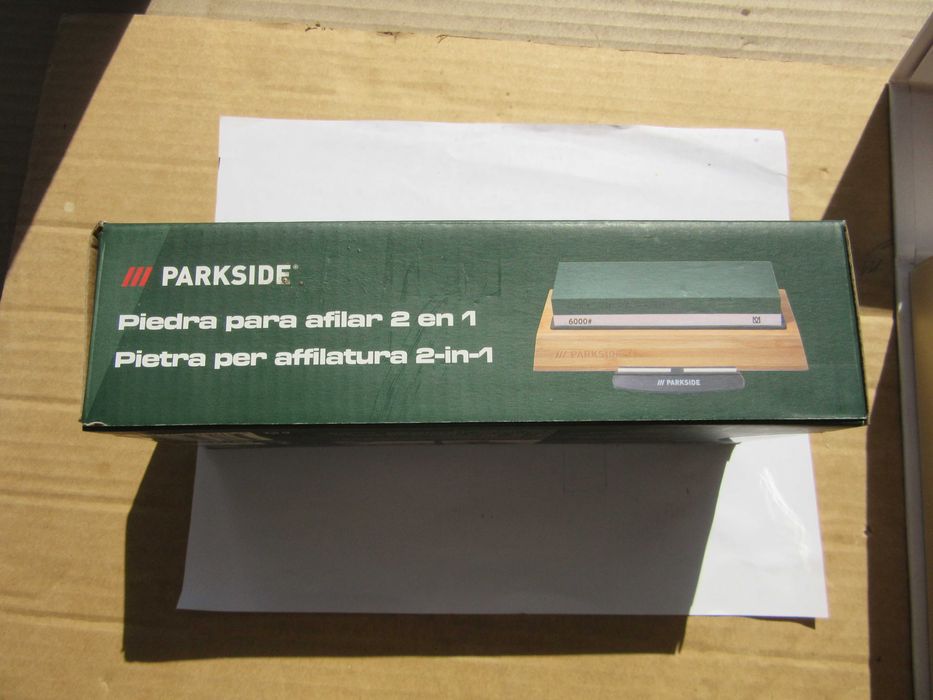 /// PARKSIDE®
Piedra para afilar 2 en 1
Pietra per affilatura 2-in-1
6000#
/// PARKSIDE
/// PARKSIDE